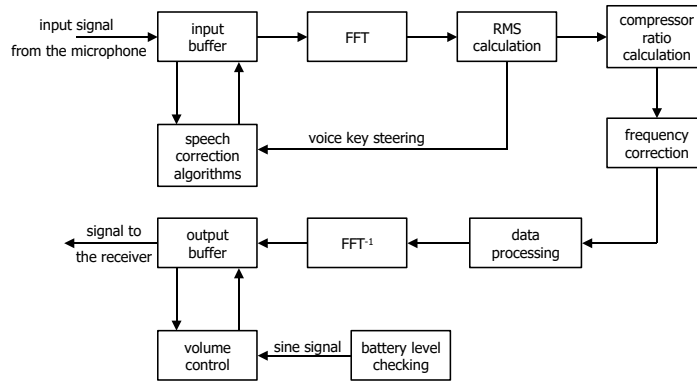 input signal
from the microphone
input
buffer
FFT
RMS
calculation
compressor
ratio
calculation
speech
correction
algorithms
voice key steering
frequency
correction
signal to
the receiver
output
buffer
FFT⁻¹
data
processing
volume
control
sine signal
battery level
checking